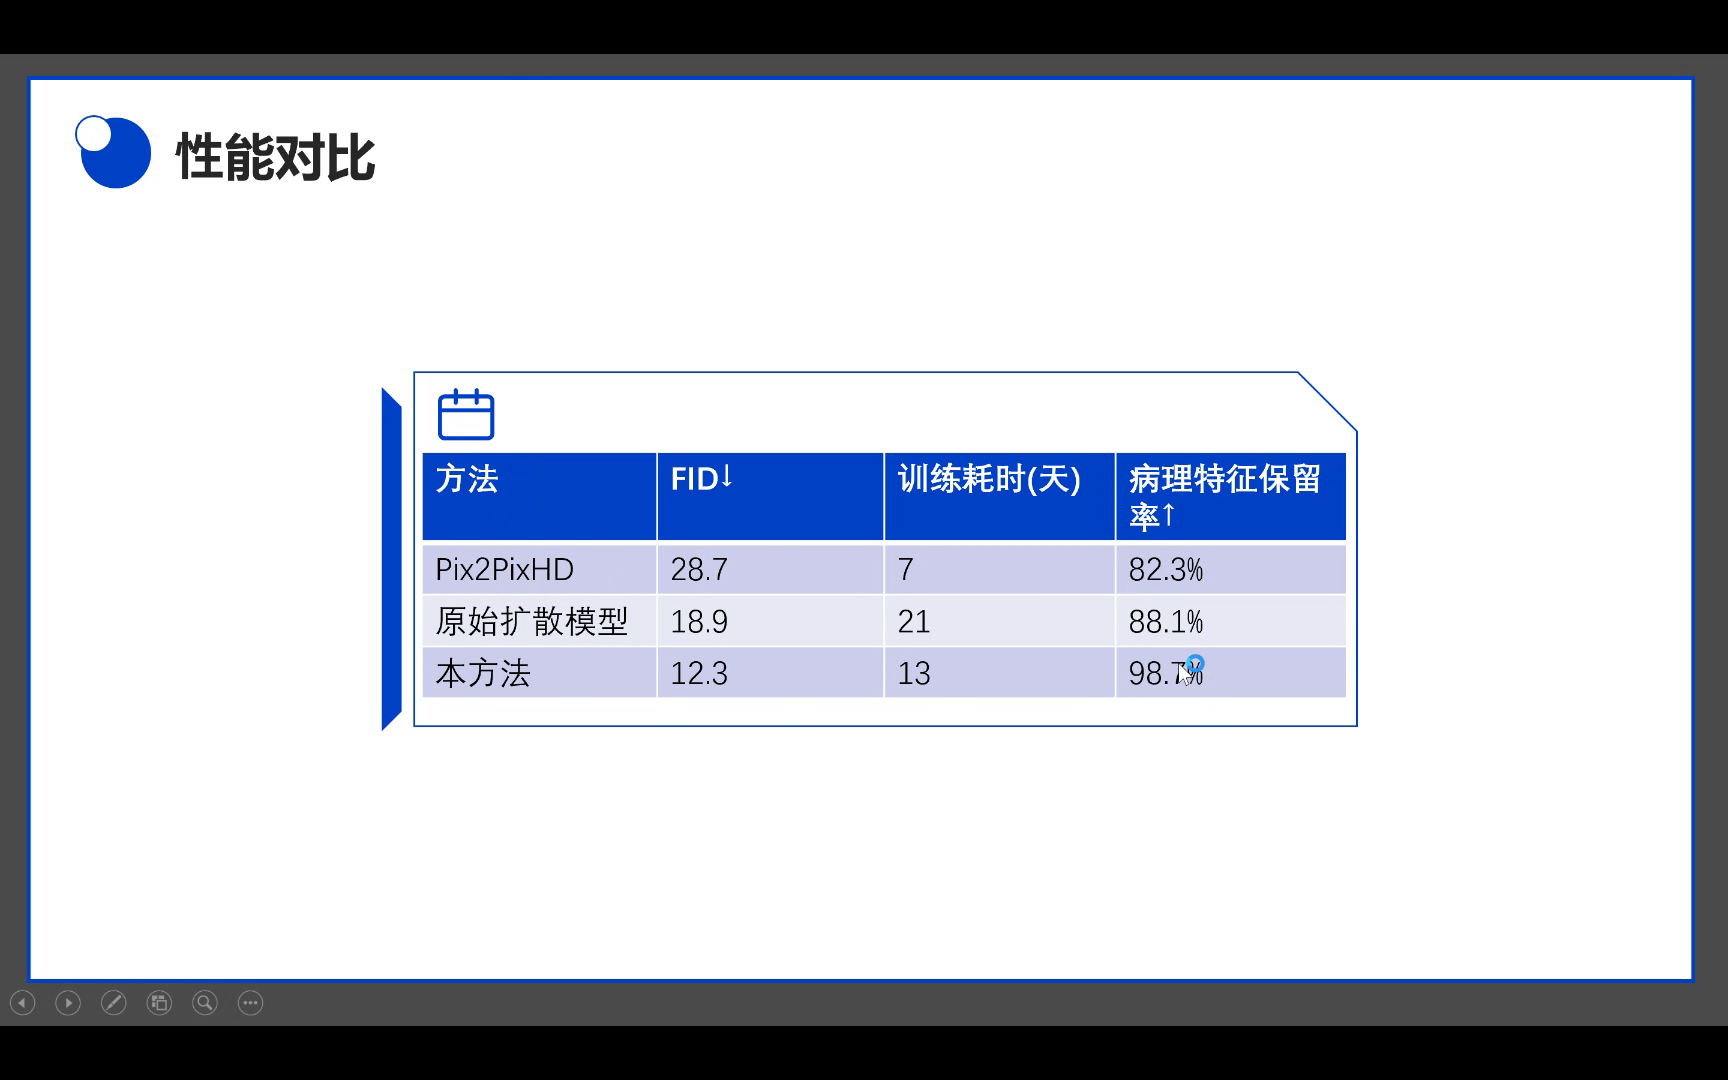 性能对比
方法 FID↓ 训练耗时(天) 病理特征保留
率↑
Pix2PixHD 28.7 7 82.3%
原始扩散模型 18.9 21 88.1%
本方法 12.3 13 98.7%